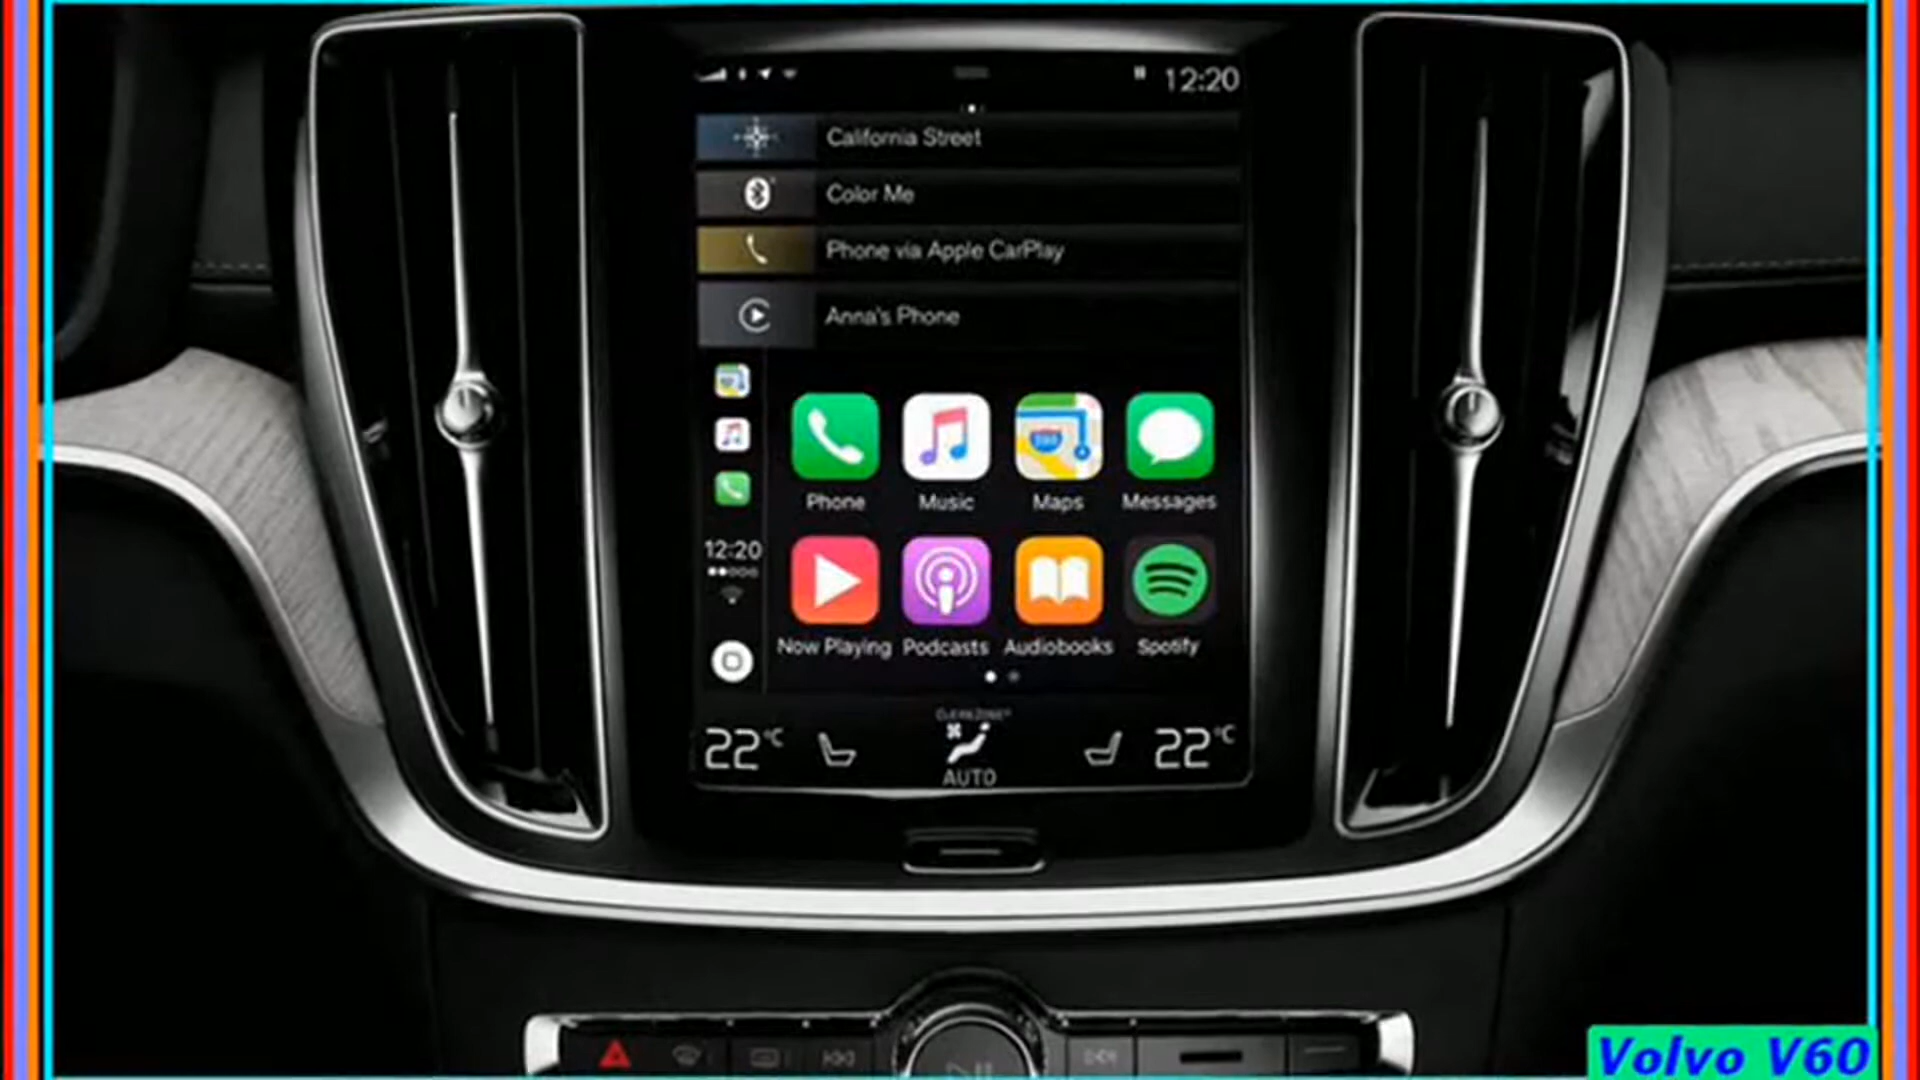 12:20
California Street
Color Me
Phone via Apple CarPlay
Anna's Phone
Phone Music Maps Messages
12:20
Now Playing Podcasts Audiobooks Spotify
CLEANZONE
22°C 22°C
AUTO
Volvo V60